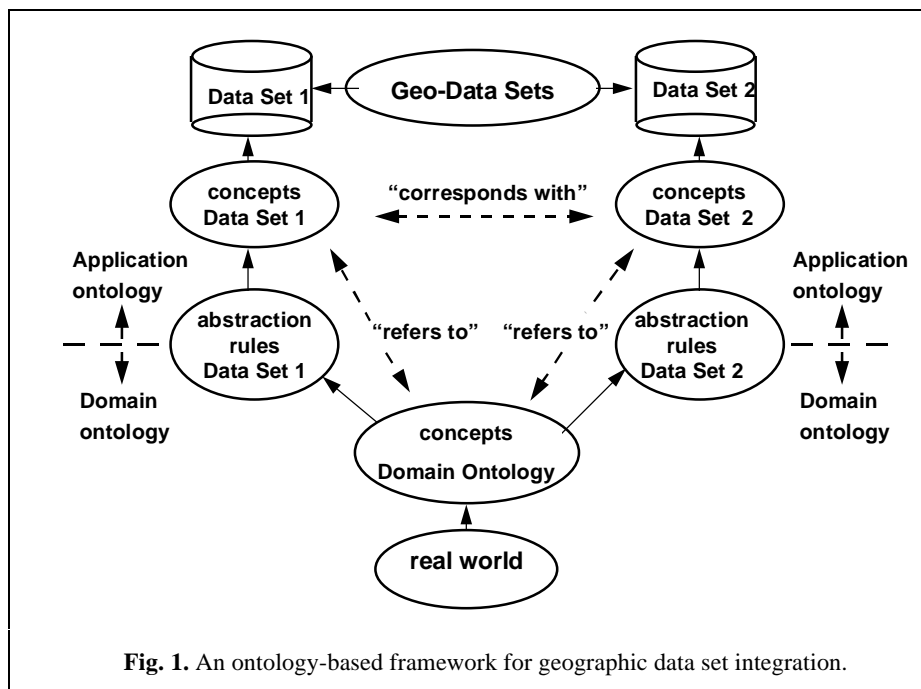 Data Set 1
Geo-Data Sets
Data Set 2
concepts
Data Set 1
“corresponds with”
concepts
Data Set 2
Application
ontology
Application
ontology
abstraction
rules
Data Set 1
“refers to”
“refers to”
abstraction
rules
Data Set 2
Domain
ontology
Domain
ontology
concepts
Domain Ontology
real world
Fig. 1. An ontology-based framework for geographic data set integration.